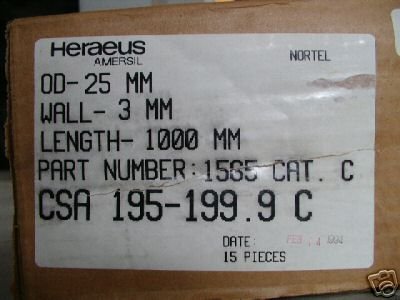 Heraeus
AMERSIL
NORTEL
OD-25 MM
WALL- 3 MM
LENGTH- 1000 MM
PART NUMBER: 1565 CAT. C
CSA 195-199.9 C
DATE: FEB
15 PIECES